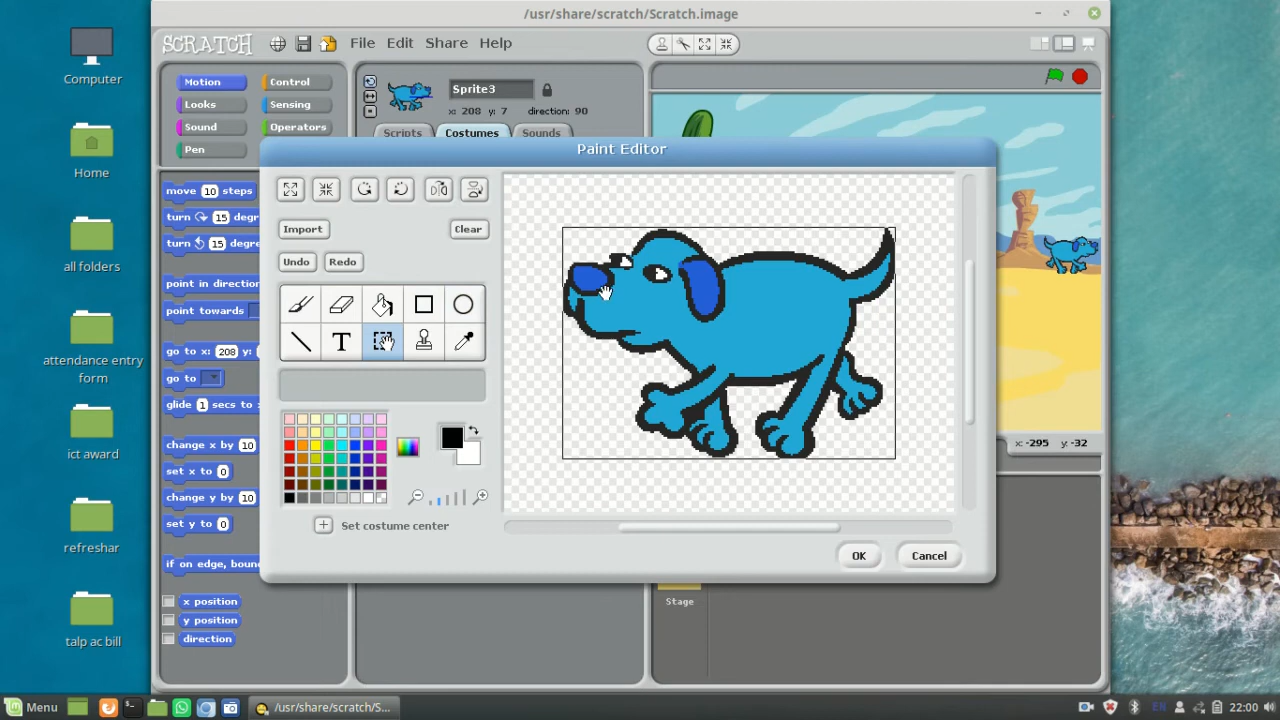 /usr/share/scratch/Scratch.image
SCRATCH
File Edit Share Help
Computer
Home
all folders
attendance entry
form
ict award
refreshar
talp ac bill
Motion
Control
Looks
Sensing
Sound
Operators
Pen
Sprite3
x: 208 y: 7 direction: 90
Scripts Costumes Sounds
move 10 steps
turn 15 degr
turn 15 degre
point in direction
point towards
go to x: 208 y:
go to
glide 1 secs to x
change x by 10
set x to 0
change y by 10
set y to 0
if on edge, boun
x position
y position
direction
Paint Editor
Import Clear
Undo Redo
T
Set costume center
OK Cancel
x: -295 y: -32
Stage
Menu
/usr/share/scratch/S...
EN
22:00